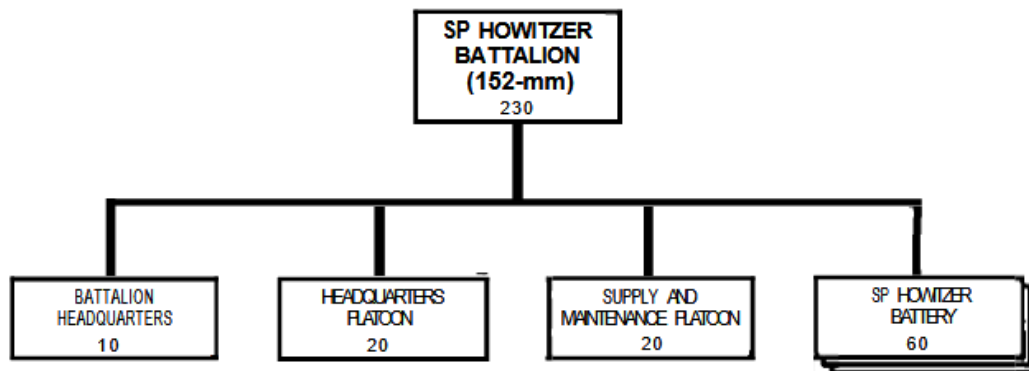 SP HOWITZER
BATTALION
(152-mm)
230
BATTALION
HEADQUARTERS
10
HEADQUARTERS
PLATOON
20
SUPPLY AND
MAINTENANCE PLATOON
20
SP HOWITZER
BATTERY
60